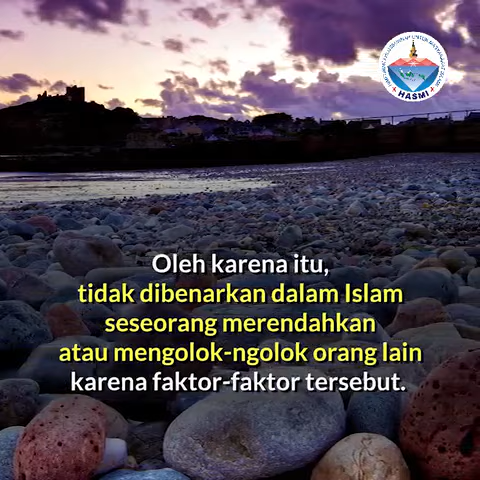 HASMI
Oleh karena itu,
tidak dibenarkan dalam Islam
seseorang merendahkan
atau mengolok-ngolok orang lain
karena faktor-faktor tersebut.